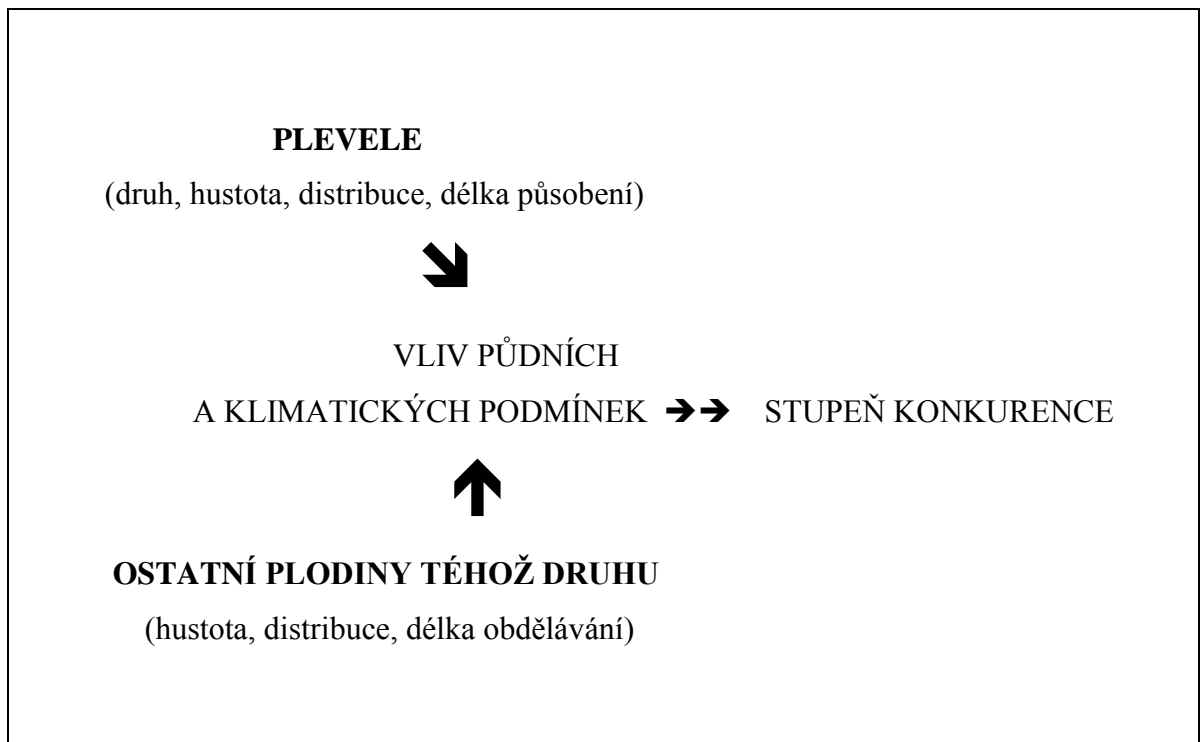 PLEVELE
(druh, hustota, distribuce, délka působení)
VLIV PŮDNÍCH
A KLIMATICKÝCH PODMÍNEK ➔➔ STUPEŇ KONKURENCE
OSTATNÍ PLODINY TÉHOŽ DRUHU
(hustota, distribuce, délka obdělávání)